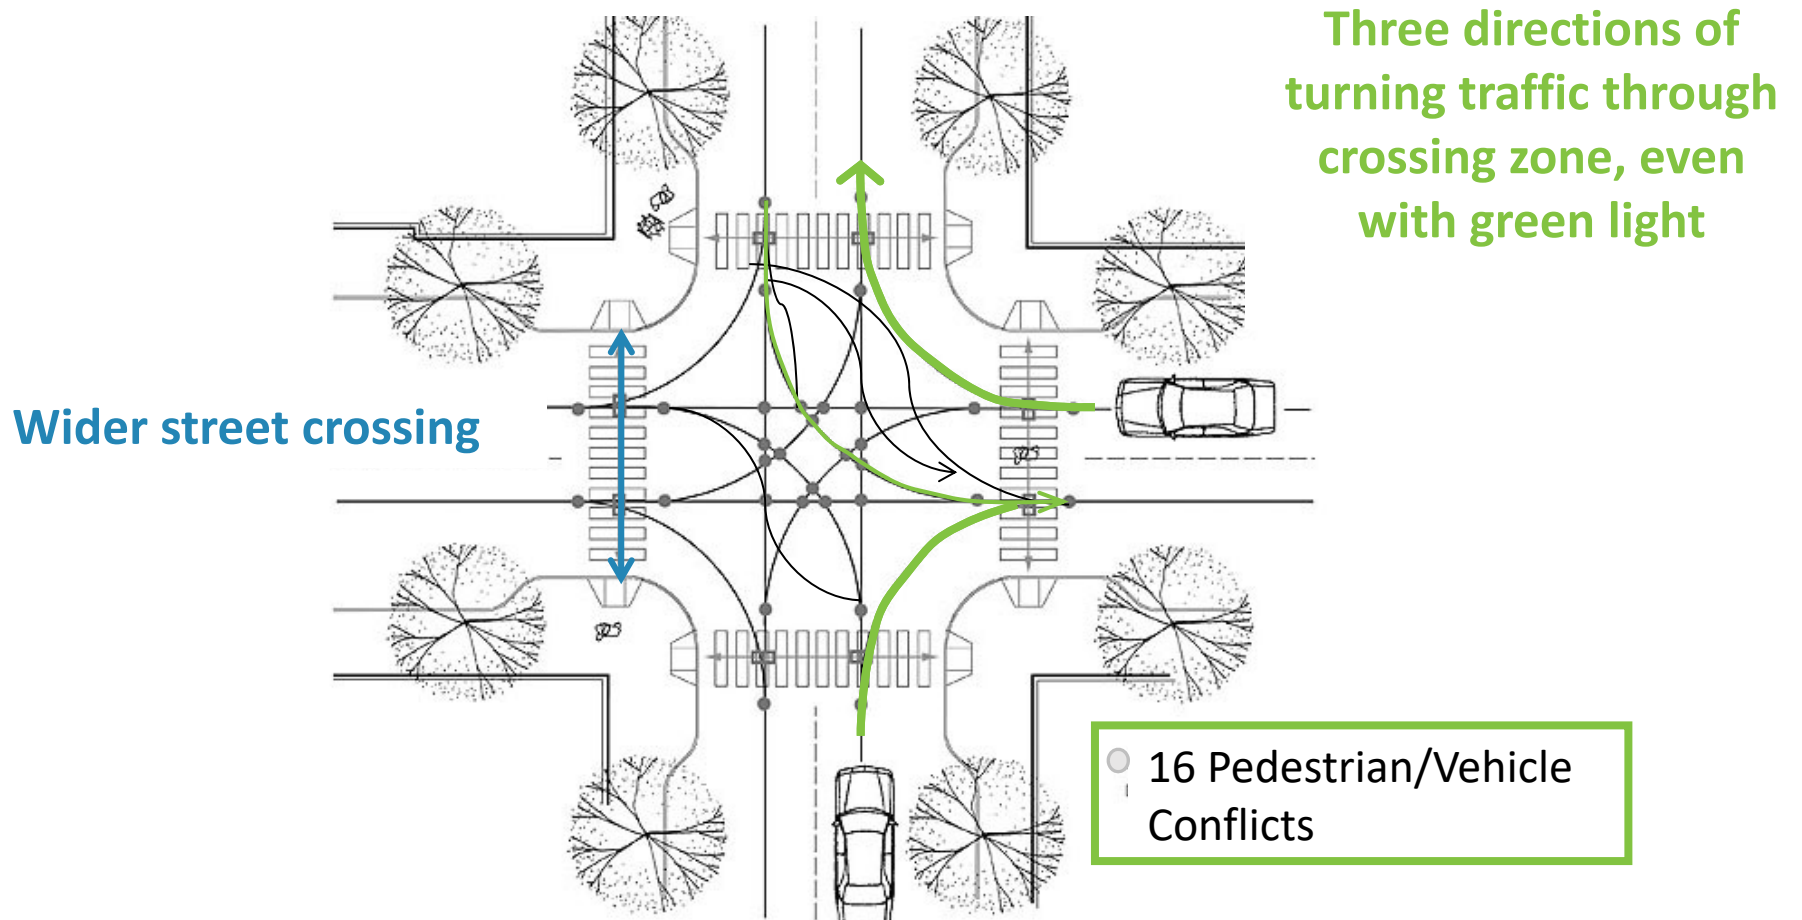 Three directions of
turning traffic through
crossing zone, even
with green light
Wider street crossing
16 Pedestrian/Vehicle
Conflicts